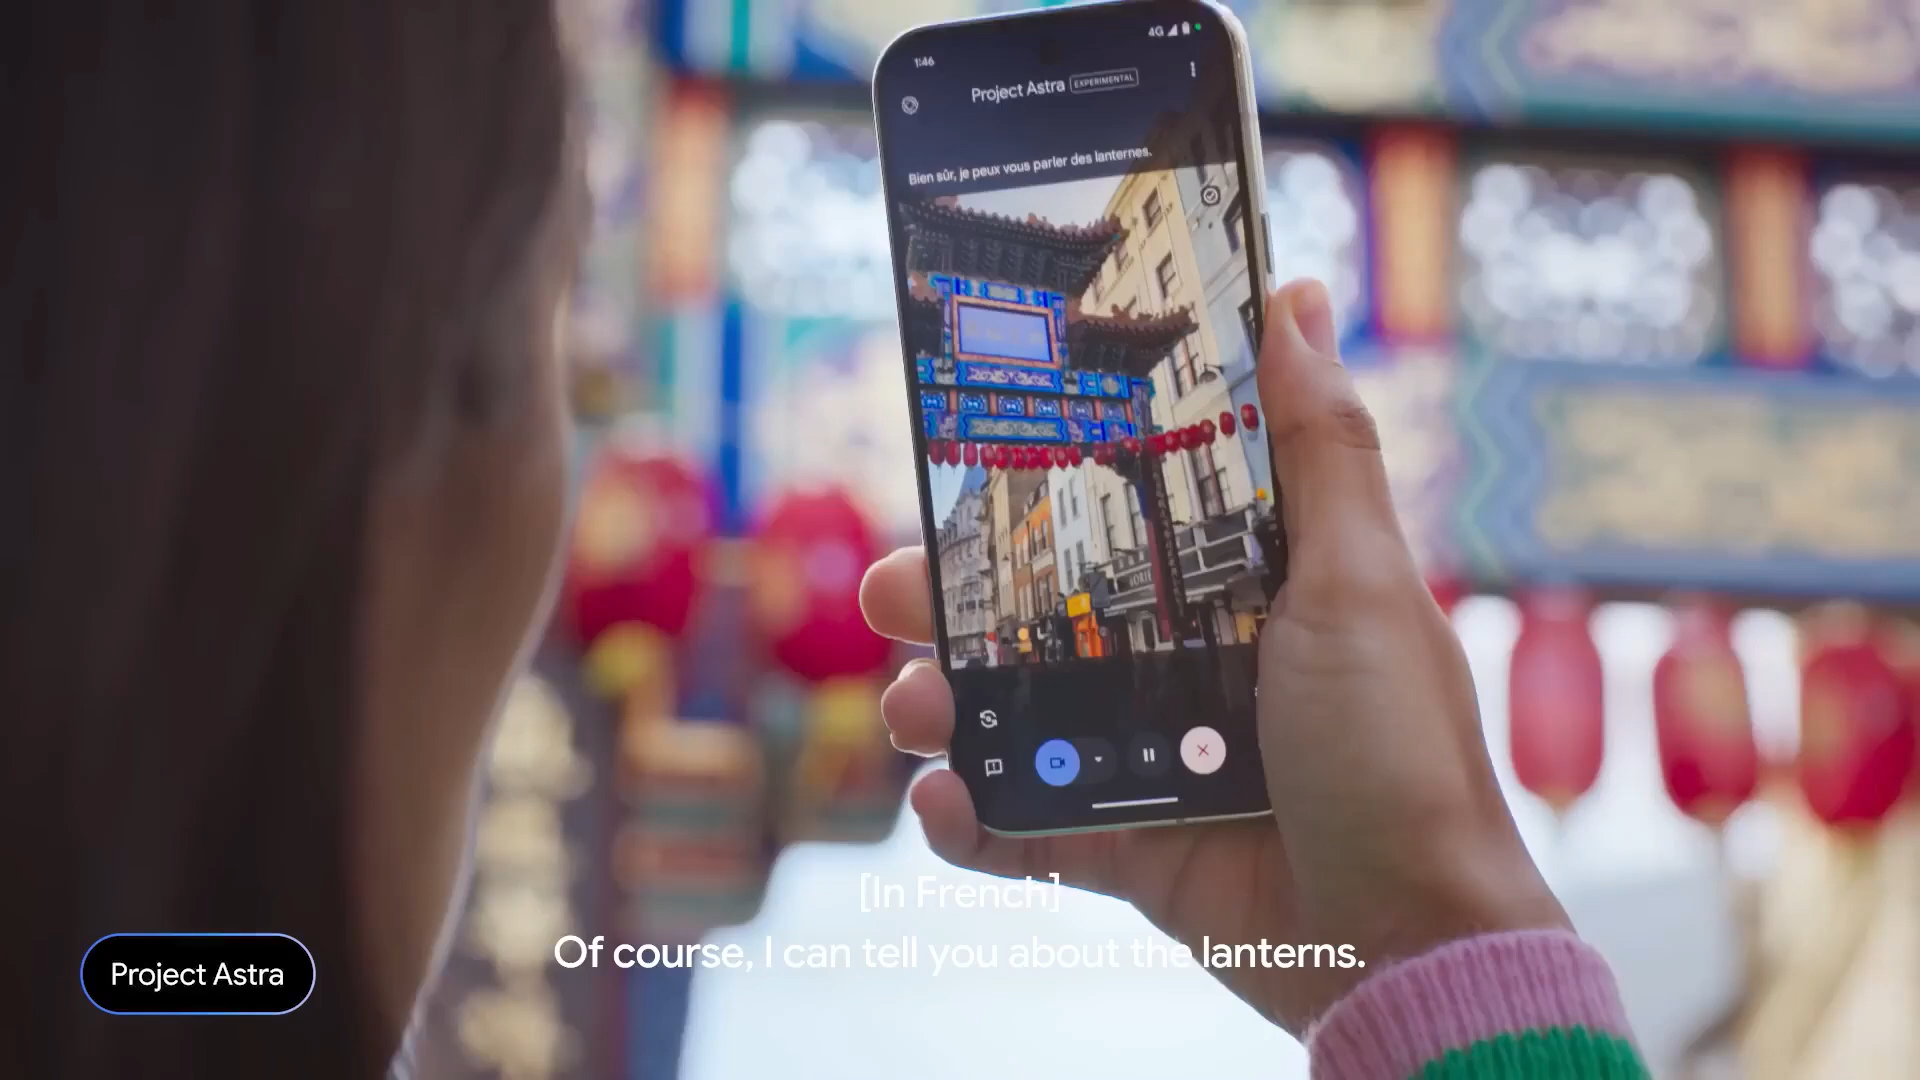 1:46
4G
Project Astra EXPERIMENTAL
Bien sûr, je peux vous parler des lanternes.
[In French]
Of course, I can tell you about the lanterns.
Project Astra